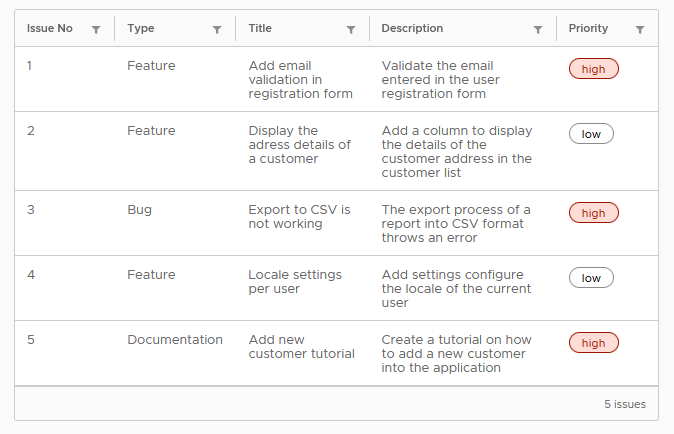 Issue No Type Title Description Priority
1 Feature Add email Validate the email high
validation in entered in the user
registration form registration form
2 Feature Display the Add a column to display low
adress details of the details of the
a customer customer address in the
customer list
3 Bug Export to CSV is The export process of a high
not working report into CSV format
throws an error
4 Feature Locale settings Add settings configure low
per user the locale of the current
user
5 Documentation Add new Create a tutorial on how high
customer tutorial to add a new customer
into the application
5 issues